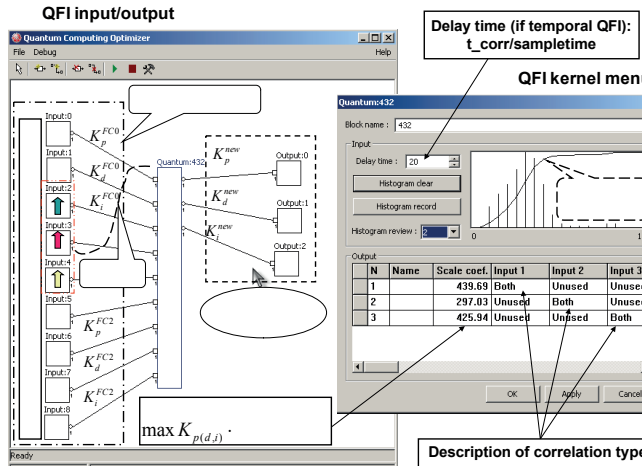 QFI input/output
Delay time (if temporal QFI):
t_corr/sampletime
QFI kernel menu
Quantum Computing Optimizer
File Debug Help
Input:0
Input:1
Input:2
Input:3
Input:4
Input:5
Input:6
Input:7
Input:8
K_p^{FC0}
K_d^{FC0}
K_i^{FC0}
K_p^{FC2}
K_d^{FC2}
K_i^{FC2}
Quantum:432
K_p^{new}
K_d^{new}
K_i^{new}
Output:0
Output:1
Output:2
max K_{p(d,i)} .
Ready
Quantum:432
Block name : 432
Input
Delay time : 20
Histogram clear
Histogram record
Histogram review : 2
0 1
Output
N Name Scale coef. Input 1 Input 2 Input 3
1 439.69 Both Unused Unuse
2 297.03 Unused Both Unuse
3 425.94 Unused Unused Both
OK Apply Cancel
Description of correlation type